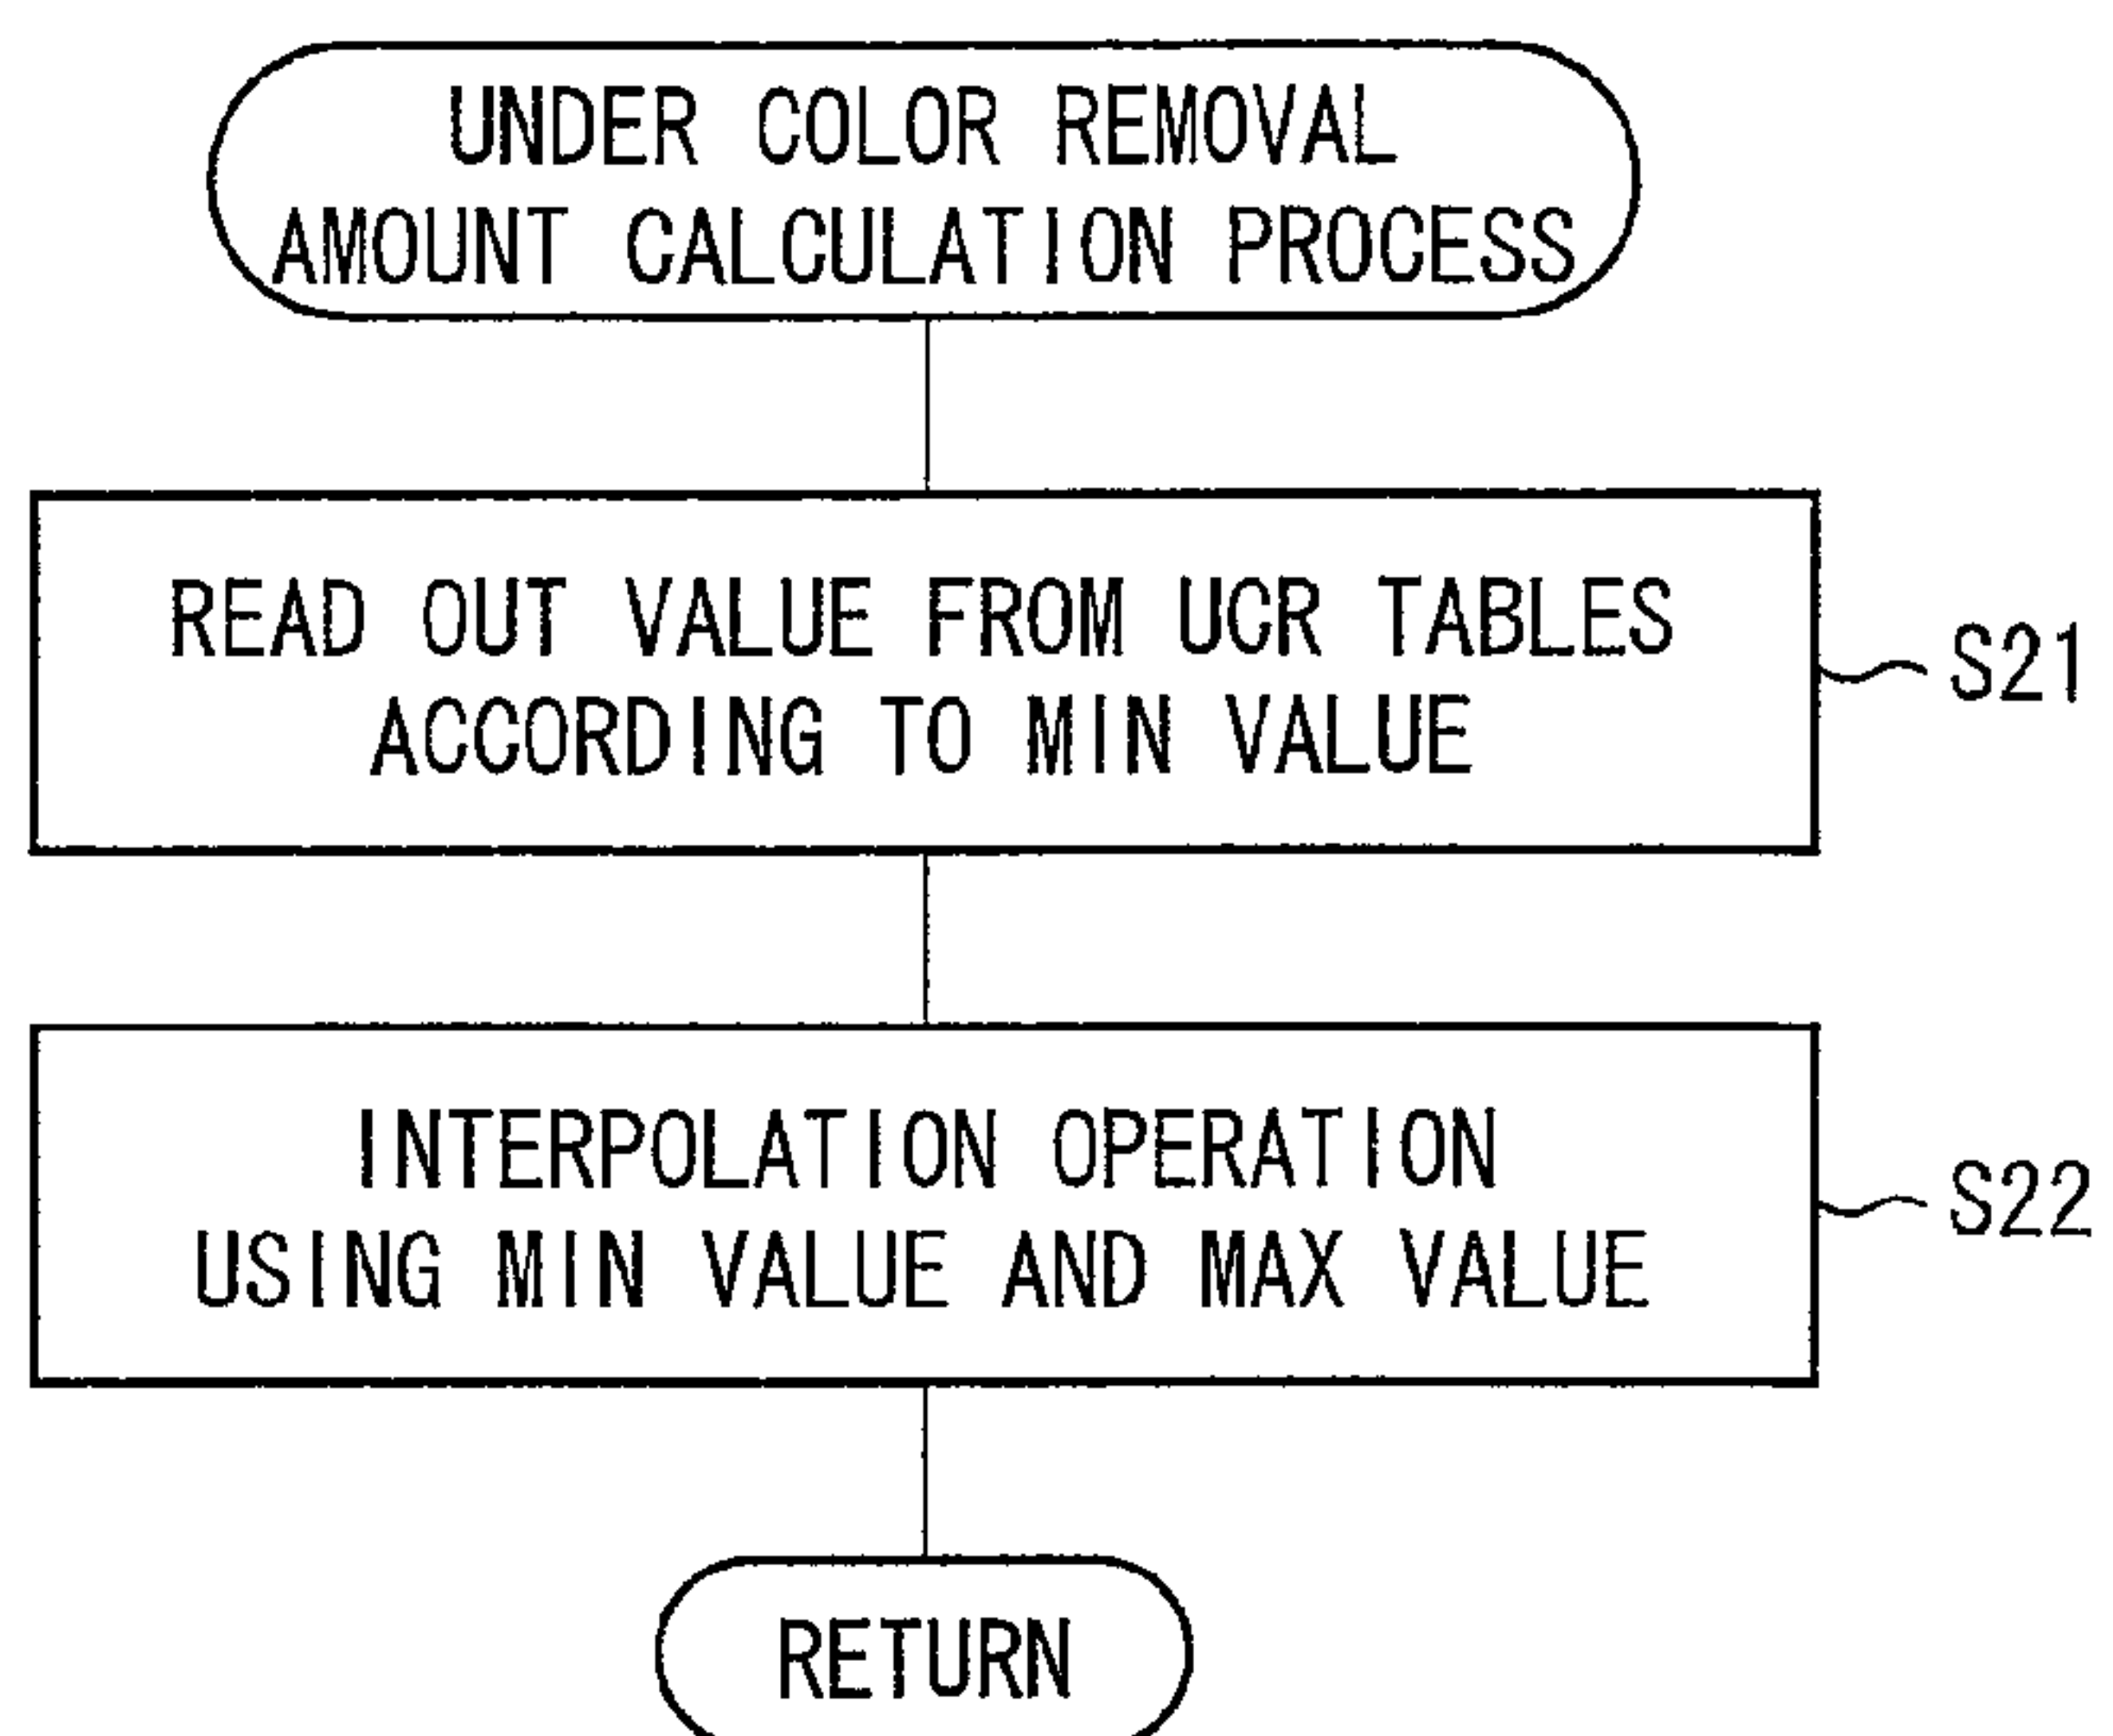 UNDER COLOR REMOVAL
AMOUNT CALCULATION PROCESS
READ OUT VALUE FROM UCR TABLES
ACCORDING TO MIN VALUE
S21
INTERPOLATION OPERATION
USING MIN VALUE AND MAX VALUE
S22
RETURN